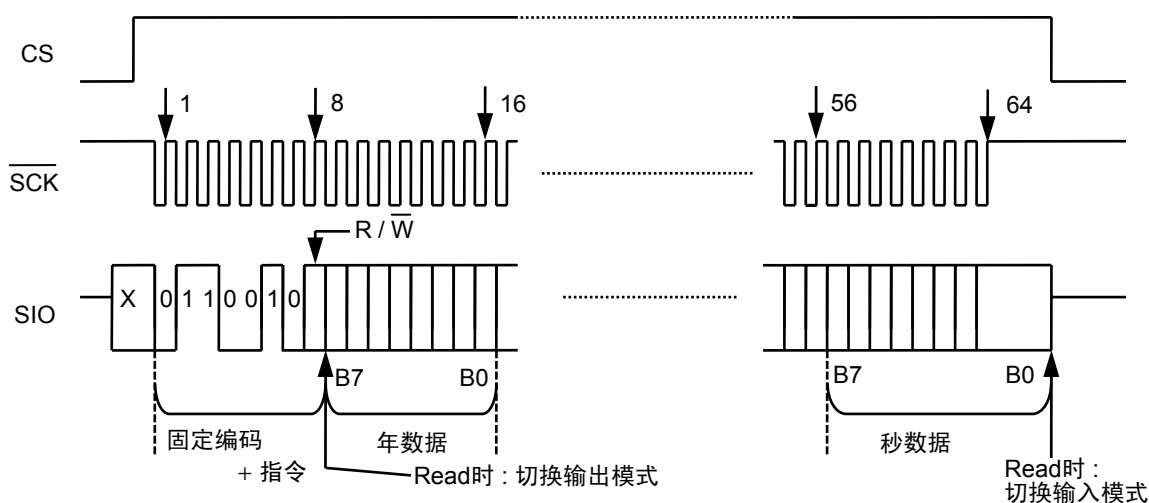 CS
1
8
16
56
64
SCK
R / W
SIO
X 0 1 1 0 0 1 0
B7 B0
B7 B0
固定编码
+ 指令
年数据
秒数据
Read时 : 切换输出模式
Read时 :
切换输入模式